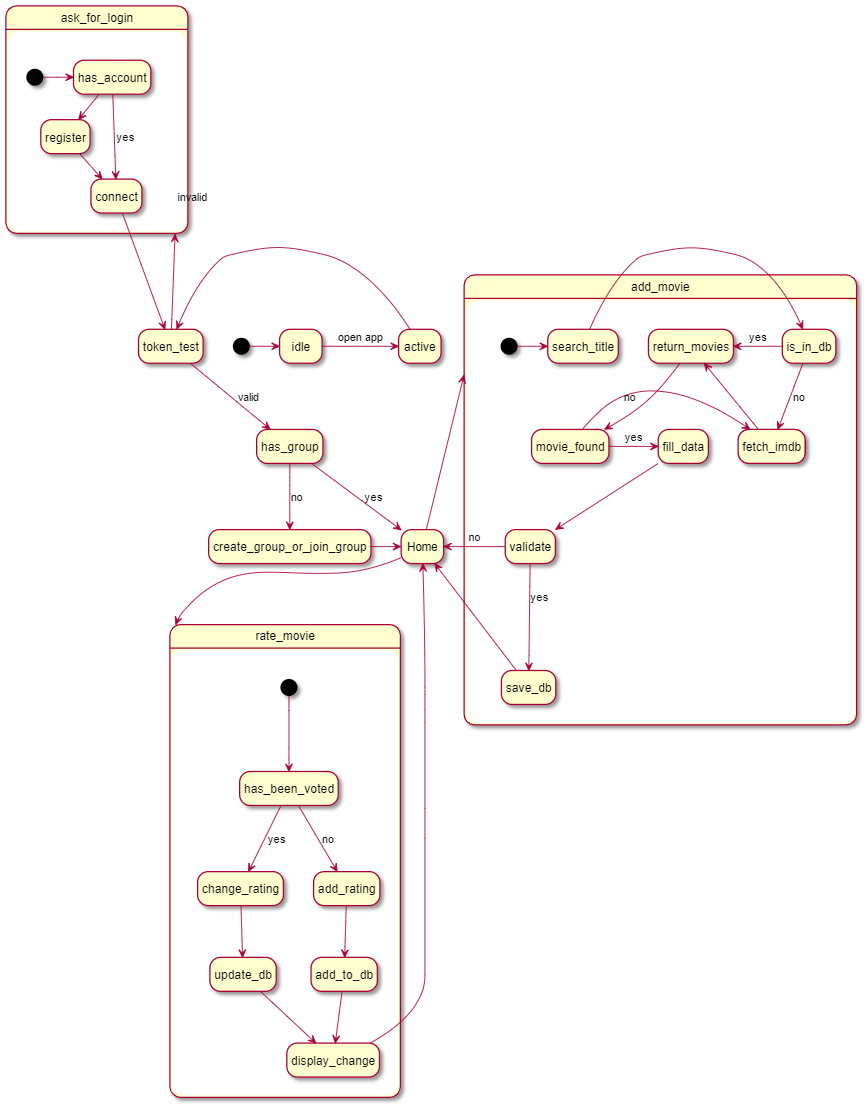 ask_for_login
has_account
register
yes
connect
invalid
token_test
idle
open app
active
valid
has_group
no
yes
create_group_or_join_group
Home
add_movie
search_title
return_movies
yes
is_in_db
no
no
movie_found
yes
fill_data
fetch_imdb
no
validate
yes
save_db
rate_movie
has_been_voted
yes
no
change_rating
add_rating
update_db
add_to_db
display_change